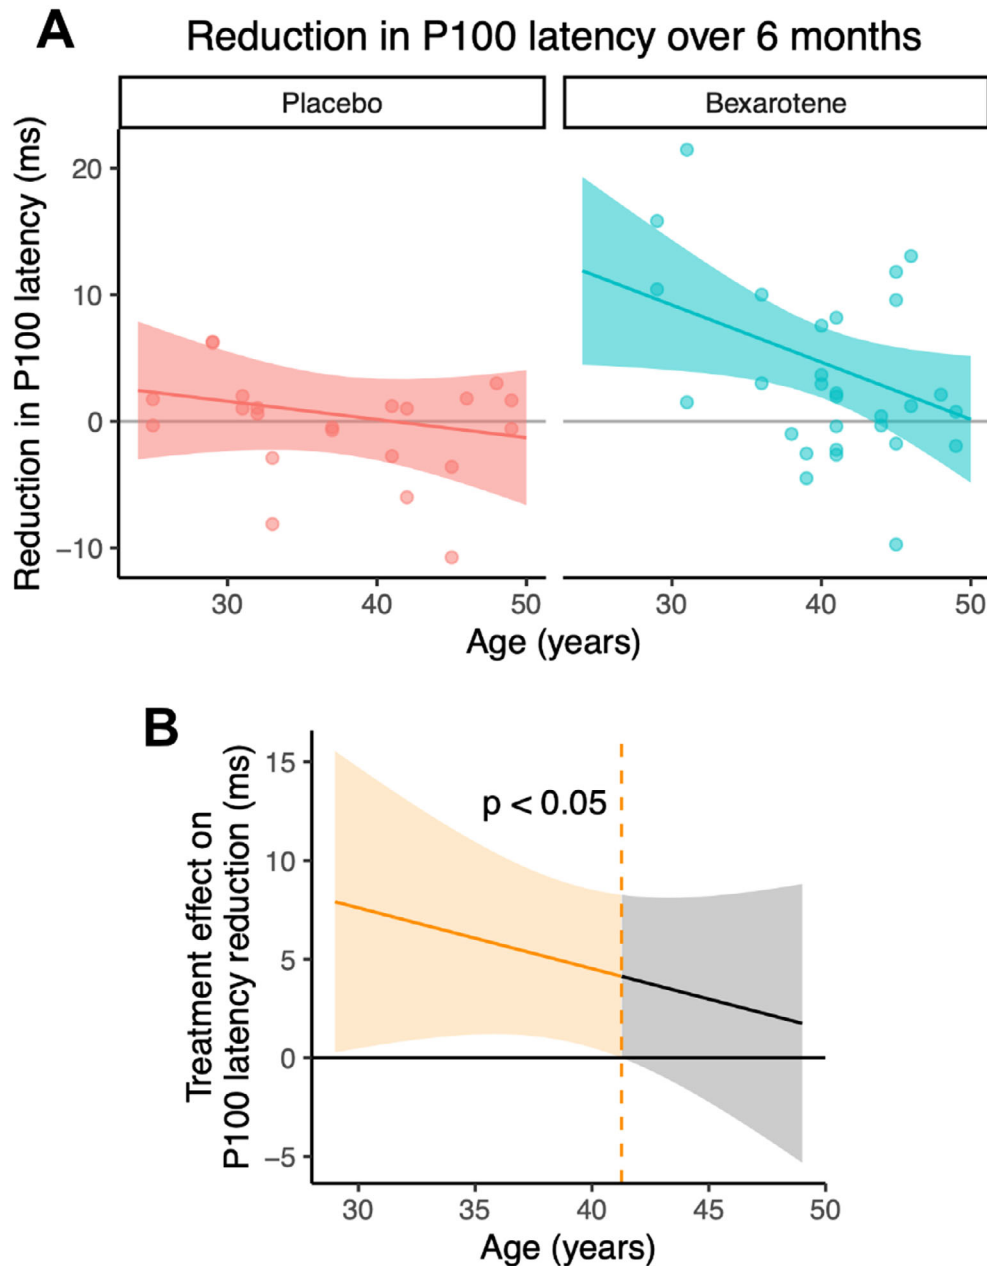 A
Reduction in P100 latency over 6 months
Placebo
Bexarotene
Reduction in P100 latency (ms)
20
10
0
−10
30
40
50
30
40
50
Age (years)
B
Treatment effect on
P100 latency reduction (ms)
15
10
5
0
−5
p < 0.05
30
35
40
45
50
Age (years)